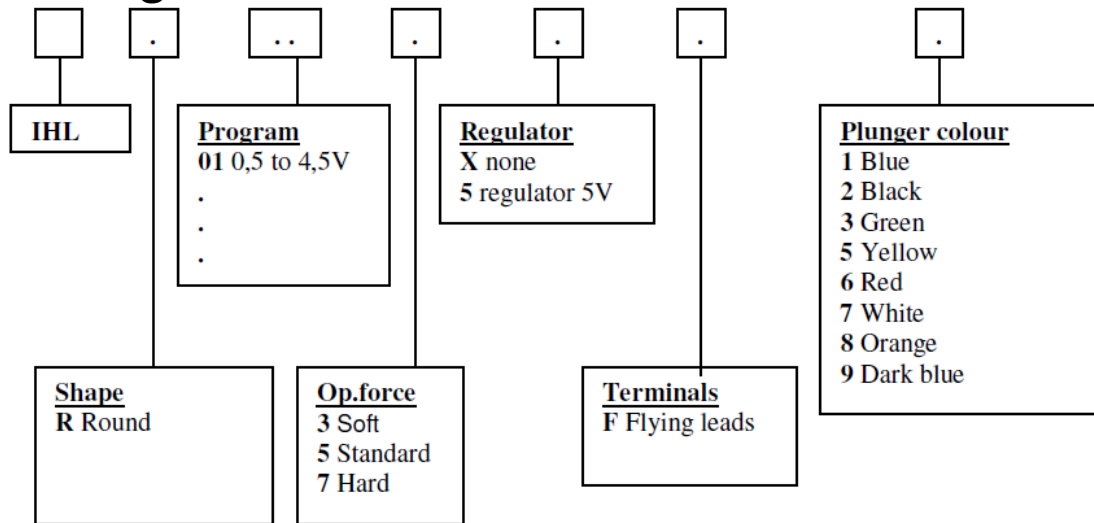 .
. .
.
.
.
.
IHL
Program
01 0,5 to 4,5V
.
.
.
Regulator
X none
5 regulator 5V
Plunger colour
1 Blue
2 Black
3 Green
5 Yellow
6 Red
7 White
8 Orange
9 Dark blue
Shape
R Round
Op.force
3 Soft
5 Standard
7 Hard
Terminals
F Flying leads